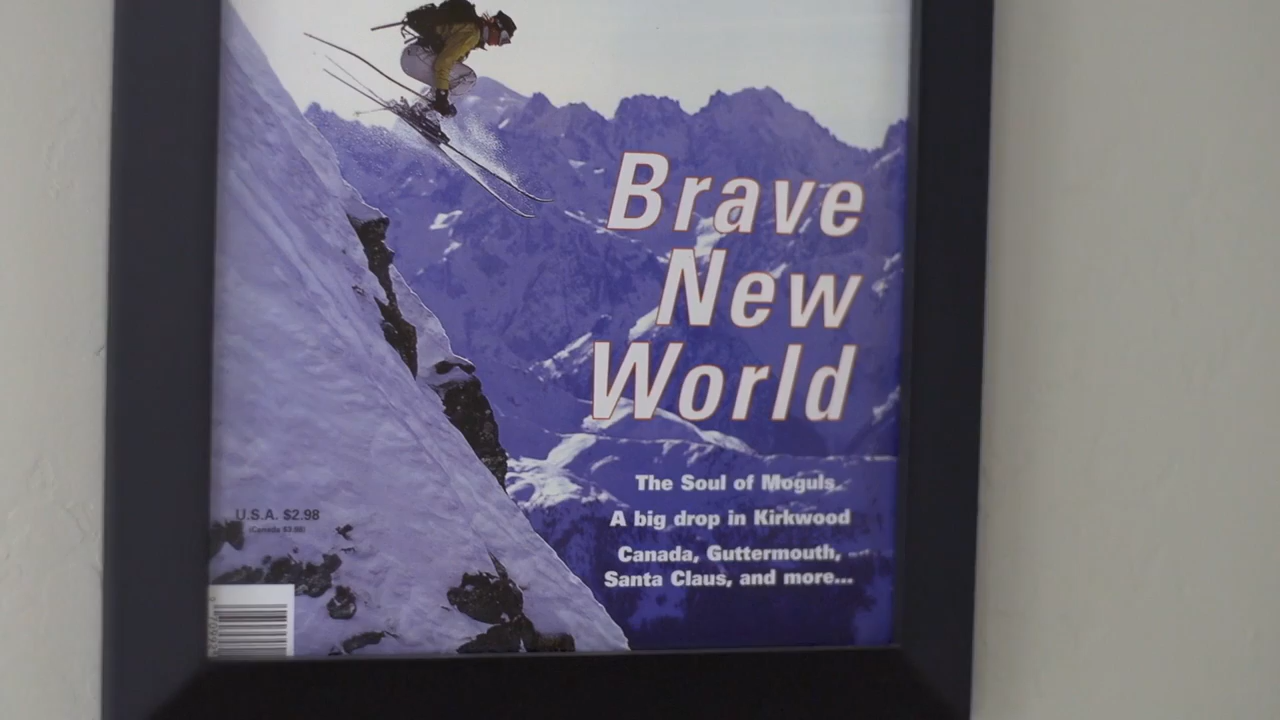 Brave
New
World
The Soul of Moguls
A big drop in Kirkwood
Canada, Guttermouth,
Santa Claus, and more...
U.S.A. $2.98